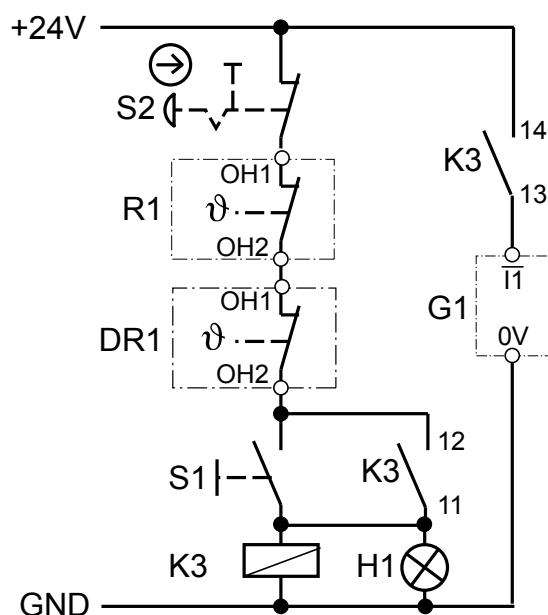 +24V
S2
14
K3
13
OH1
R1
ϑ
OH2
I1
G1
0V
OH1
DR1
ϑ
OH2
12
S1
K3
11
K3
H1
GND